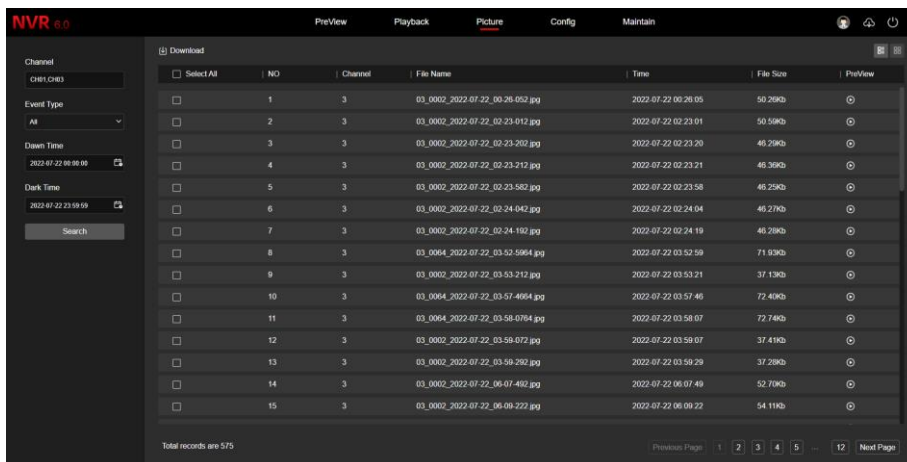 NVR 6.0 PreView Playback Picture Config Maintain
Channel
CH01,CH03
Event Type
All
Dawn Time
2022-07-22 00:00:00
Dark Time
2022-07-22 23:59:59
Search
Download
Select All NO Channel File Name Time File Size PreView
1 3 03_0002_2022-07-22_00-26-052.jpg 2022-07-22 00:26:05 50.26Kb
2 3 03_0002_2022-07-22_02-23-012.jpg 2022-07-22 02:23:01 50.59Kb
3 3 03_0002_2022-07-22_02-23-202.jpg 2022-07-22 02:23:20 46.29Kb
4 3 03_0002_2022-07-22_02-23-212.jpg 2022-07-22 02:23:21 46.36Kb
5 3 03_0002_2022-07-22_02-23-582.jpg 2022-07-22 02:23:58 46.25Kb
6 3 03_0002_2022-07-22_02-24-042.jpg 2022-07-22 02:24:04 46.27Kb
7 3 03_0002_2022-07-22_02-24-192.jpg 2022-07-22 02:24:19 46.28Kb
8 3 03_0064_2022-07-22_03-52-5964.jpg 2022-07-22 03:52:59 71.93Kb
9 3 03_0002_2022-07-22_03-53-212.jpg 2022-07-22 03:53:21 37.13Kb
10 3 03_0064_2022-07-22_03-57-4664.jpg 2022-07-22 03:57:46 72.40Kb
11 3 03_0064_2022-07-22_03-58-0764.jpg 2022-07-22 03:58:07 72.74Kb
12 3 03_0002_2022-07-22_03-59-072.jpg 2022-07-22 03:59:07 37.41Kb
13 3 03_0002_2022-07-22_03-59-292.jpg 2022-07-22 03:59:29 37.28Kb
14 3 03_0002_2022-07-22_06-07-492.jpg 2022-07-22 06:07:49 52.70Kb
15 3 03_0002_2022-07-22_06-09-222.jpg 2022-07-22 06:09:22 54.11Kb
Total records are 575 Previous Page 1 2 3 4 5 ... 12 Next Page